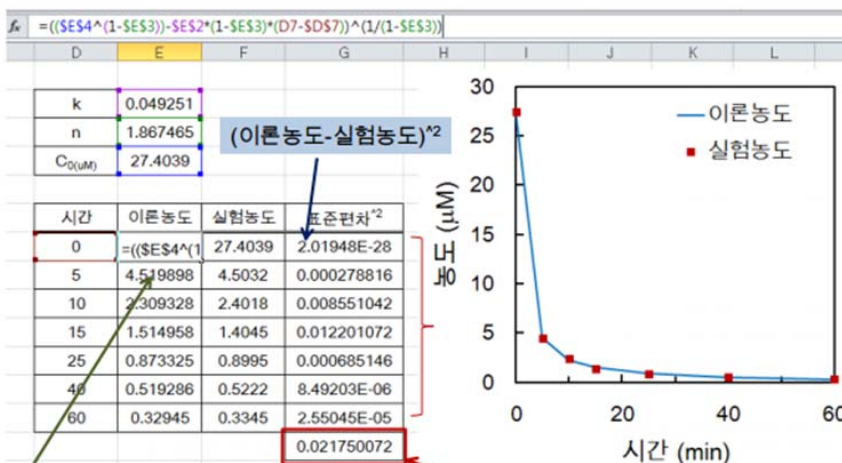 fx =(($E$4^(1-$E$3))-$E$2*(1-$E$3)*(D7-$D$7))^(1/(1-$E$3))
D E F G H I J K L
k 0.049251
n 1.867465
C0(uM) 27.4039
(이론농도-실험농도)^2
시간 이론농도 실험농도 표준편차^2
0 =(($E$4^(1 27.4039 2.01948E-28
5 4.519898 4.5032 0.000278816
10 2.309328 2.4018 0.008551042
15 1.514958 1.4045 0.012201072
25 0.873325 0.8995 0.000685146
40 0.519286 0.5222 8.49203E-06
60 0.32945 0.3345 2.55045E-05
0.021750072
30
25
20
15
10
5
0
농도 (μM)
이론농도
실험농도
0 20 40 60
시간 (min)